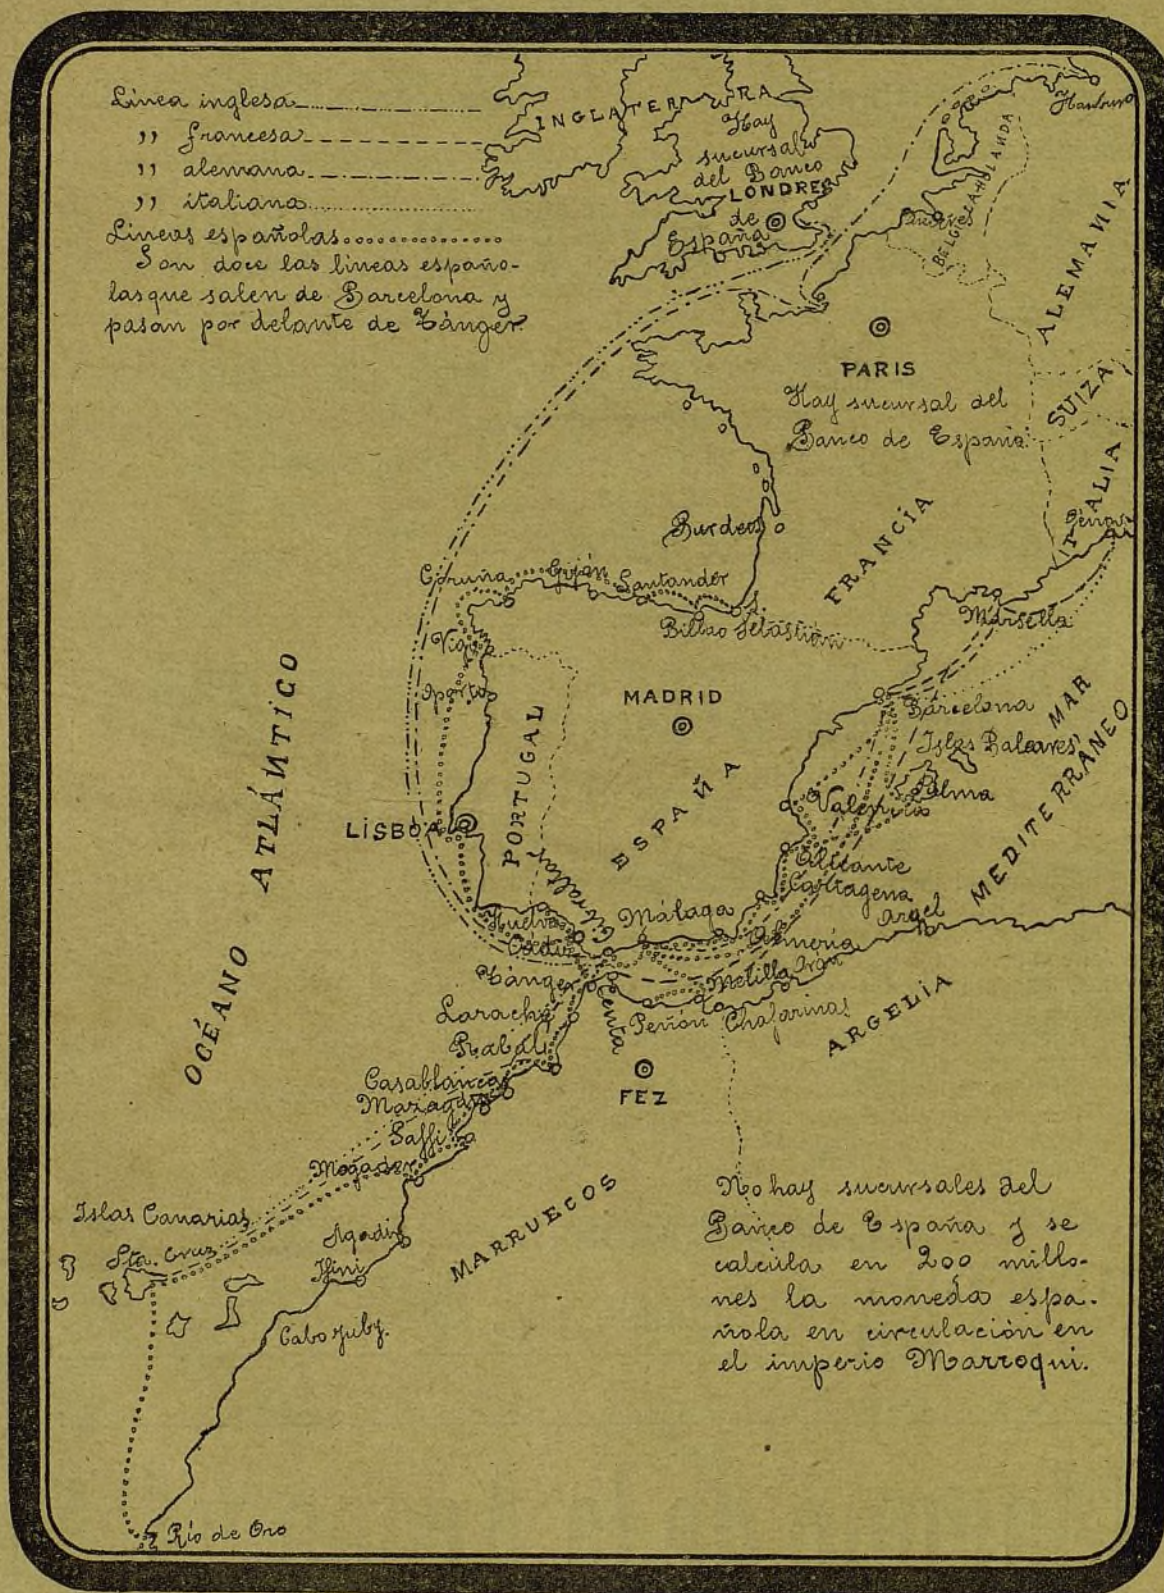 Línea inglesa
,, francesa
,, alemana
,, italiana
Líneas españolas
Son doce las líneas españo-
las que salen de Barcelona y
pasan por delante de Tánger.
INGLATERRA
Hay
sucursal
del Banco
LONDRES
de
España
HOLANDA
BELGICA
ALEMANIA
PARIS
Hay sucursal del
Banco de España
SUIZA
ITALIA
Génova
FRANCIA
Burdeos
Coruña
Gijón
Santander
Bilbao
S.
Sebastián
Marsella
Vigo
Oporto
MADRID
PORTUGAL
ESPAÑA
Barcelona
Islas Baleares
Palma
MAR
MEDITERRÁNEO
Valencia
LISBOA
OCÉANO ATLÁNTICO
Alicante
Cartagena
Argel
Gibraltar
Huelva
Cádiz
Málaga
Almería
Tánger
Ceuta
Melilla
Orán
Peñón
Chafarinas
ARGELIA
Larache
Rabat
Casablanca
Mazagán
Saffi
Mogador
FEZ
MARRUECOS
Islas Canarias
Sta. Cruz
Agadir
Ifini
Cabo Juby.
Río de Oro
No hay sucursales del
Banco de España y se
calcula en 200 millo-
nes la moneda espa-
ñola en circulación en
el imperio Marroqui.